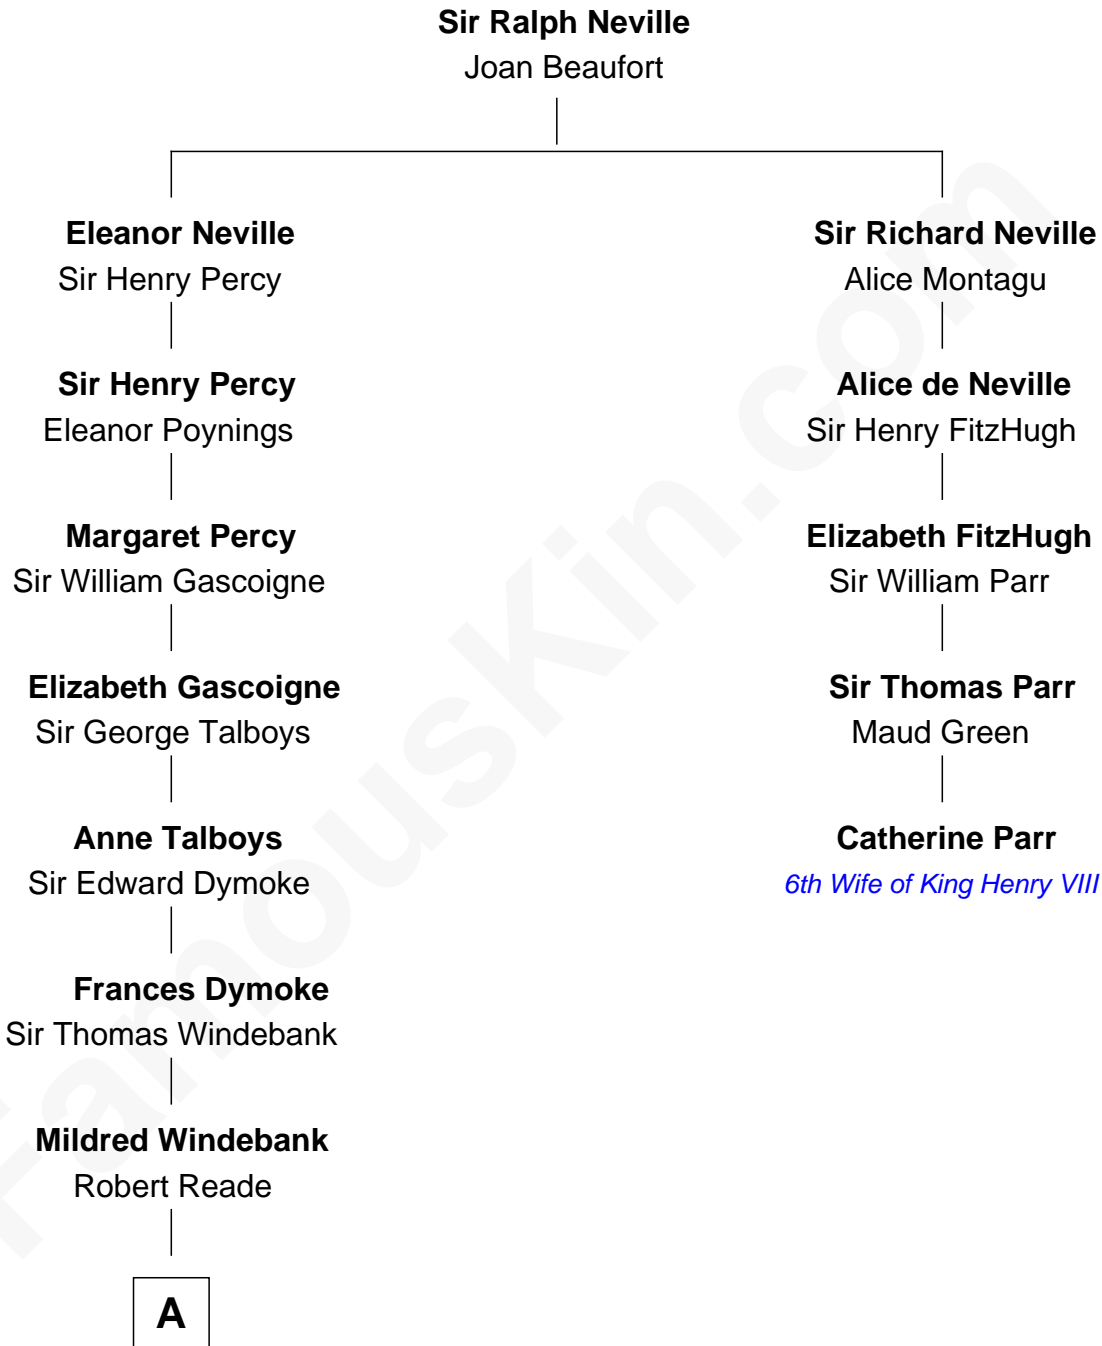 Sir Ralph Neville
Joan Beaufort
Eleanor Neville
Sir Henry Percy
Sir Richard Neville
Alice Montagu
Sir Henry Percy
Eleanor Poynings
Alice de Neville
Sir Henry FitzHugh
Margaret Percy
Sir William Gascoigne
Elizabeth FitzHugh
Sir William Parr
Elizabeth Gascoigne
Sir George Talboys
Sir Thomas Parr
Maud Green
Anne Talboys
Sir Edward Dymoke
Catherine Parr
6th Wife of King Henry VIII
Frances Dymoke
Sir Thomas Windebank
Mildred Windebank
Robert Reade
A
FamousKin.com